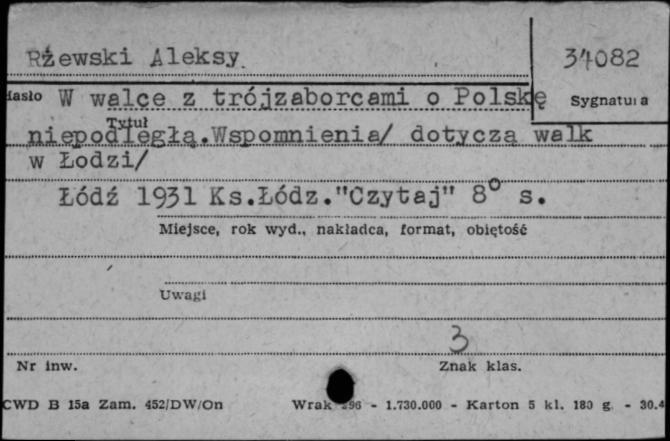 Rżewski Aleksy
34082
Hasło W walce z trójzaborcami o Polskę
Sygnatura
Tytuł
niepodległą.Wspomnienia/ dotyczą walk
w Łodzi/
Łódź 1931 Ks.Łódz."Czytaj" 8° s.
Miejsce, rok wyd., nakładca, format, objętość
Uwagi
3
Nr inw.
Znak klas.
CWD B 15a Zam. 452/DW/On
Wrak 96 - 1.730.000 - Karton 5 kl. 180 g. - 30.4